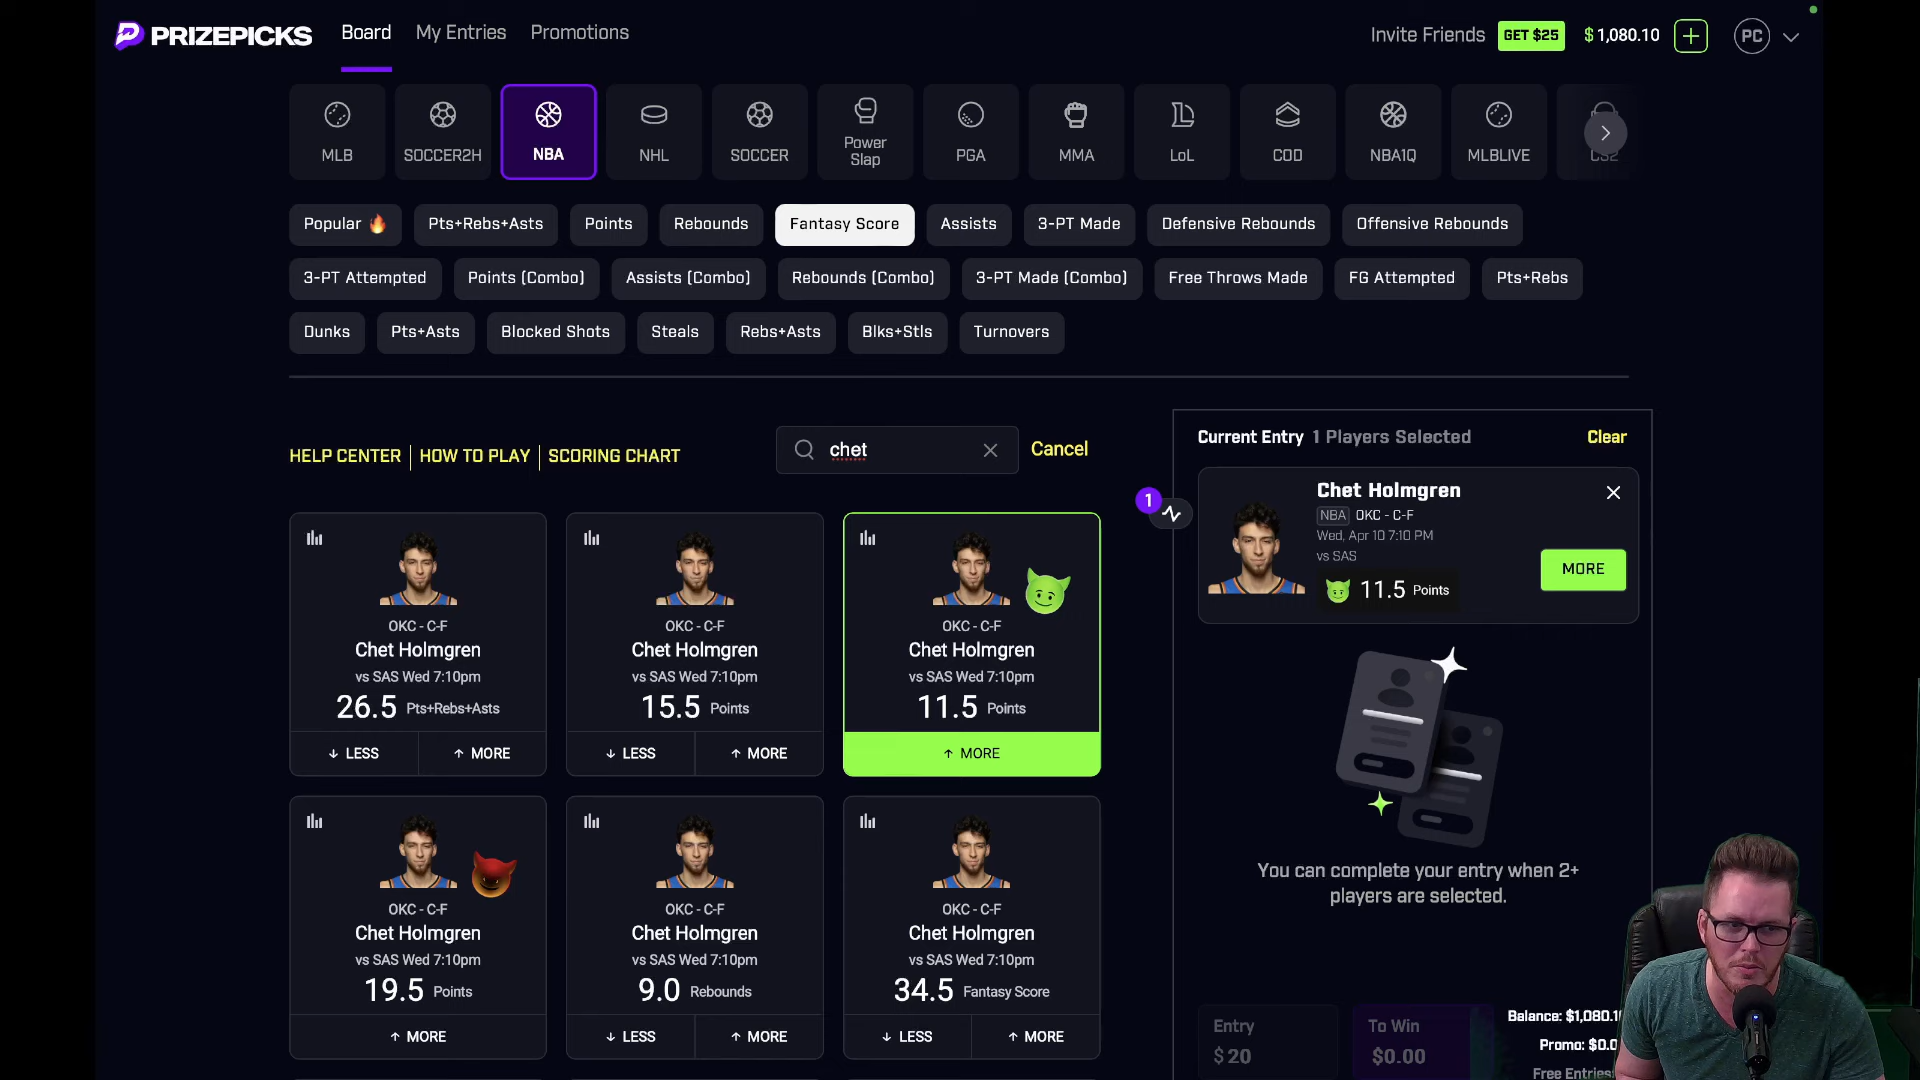 PRIZEPICKS
Board
My Entries
Promotions
Invite Friends
GET $25
$ 1,080.10
PC
MLB
SOCCER2H
NBA
NHL
SOCCER
Power
Slap
PGA
MMA
LoL
COD
NBA1Q
MLBLIVE
CS2
Popular
Pts+Rebs+Asts
Points
Rebounds
Fantasy Score
Assists
3-PT Made
Defensive Rebounds
Offensive Rebounds
3-PT Attempted
Points (Combo)
Assists (Combo)
Rebounds (Combo)
3-PT Made (Combo)
Free Throws Made
FG Attempted
Pts+Rebs
Dunks
Pts+Asts
Blocked Shots
Steals
Rebs+Asts
Blks+Stls
Turnovers
HELP CENTER
HOW TO PLAY
SCORING CHART
chet
Cancel
OKC - C-F
Chet Holmgren
vs SAS Wed 7:10pm
26.5 Pts+Rebs+Asts
LESS
MORE
OKC - C-F
Chet Holmgren
vs SAS Wed 7:10pm
15.5 Points
LESS
MORE
OKC - C-F
Chet Holmgren
vs SAS Wed 7:10pm
11.5 Points
MORE
OKC - C-F
Chet Holmgren
vs SAS Wed 7:10pm
19.5 Points
MORE
OKC - C-F
Chet Holmgren
vs SAS Wed 7:10pm
9.0 Rebounds
LESS
MORE
OKC - C-F
Chet Holmgren
vs SAS Wed 7:10pm
34.5 Fantasy Score
LESS
MORE
Current Entry 1 Players Selected
Clear
1
Chet Holmgren
NBA OKC - C-F
Wed, Apr 10 7:10 PM
vs SAS
11.5 Points
MORE
You can complete your entry when 2+
players are selected.
Entry
$ 20
To Win
$0.00
Balance: $1,080.1
Promo: $0.0
Free Entries: